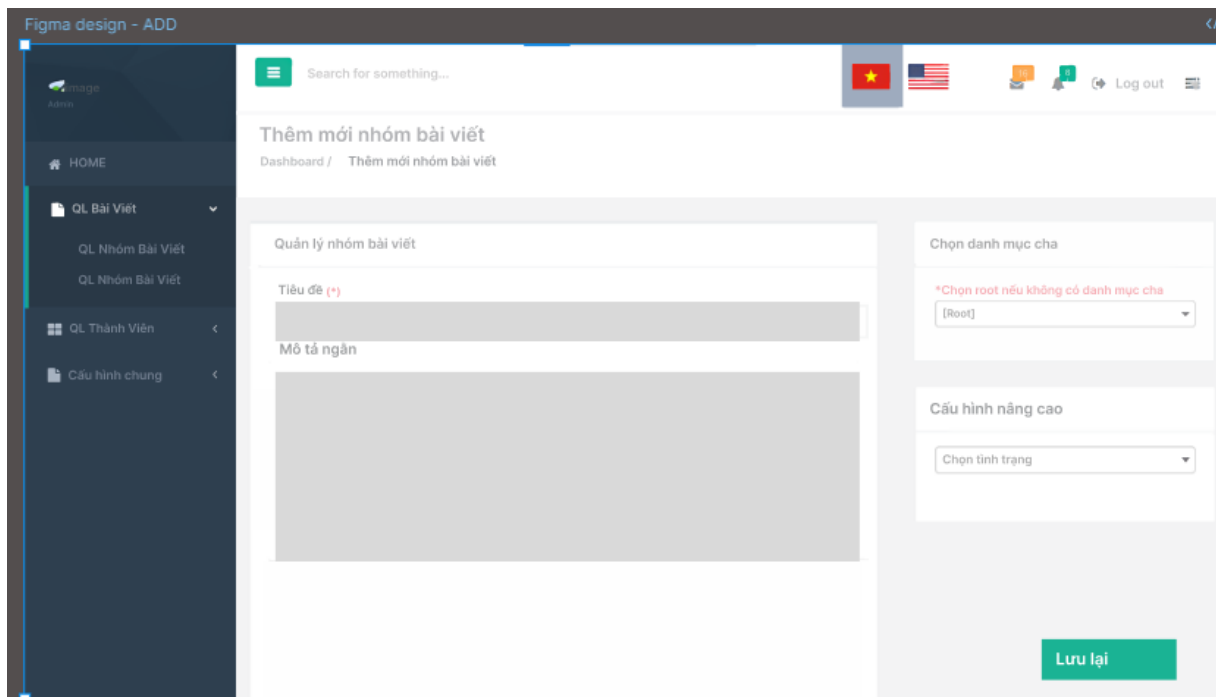 Figma design - ADD
image
Admin
HOME
QL Bài Viết
QL Nhóm Bài Viết
QL Nhóm Bài Viết
QL Thành Viên
Cấu hình chung
Search for something...
16
8
Log out
Thêm mới nhóm bài viết
Dashboard / Thêm mới nhóm bài viết
Quản lý nhóm bài viết
Tiêu đề (*)
Mô tả ngắn
Chọn danh mục cha
*Chọn root nếu không có danh mục cha
[Root]
Cấu hình nâng cao
Chọn tình trạng
Lưu lại